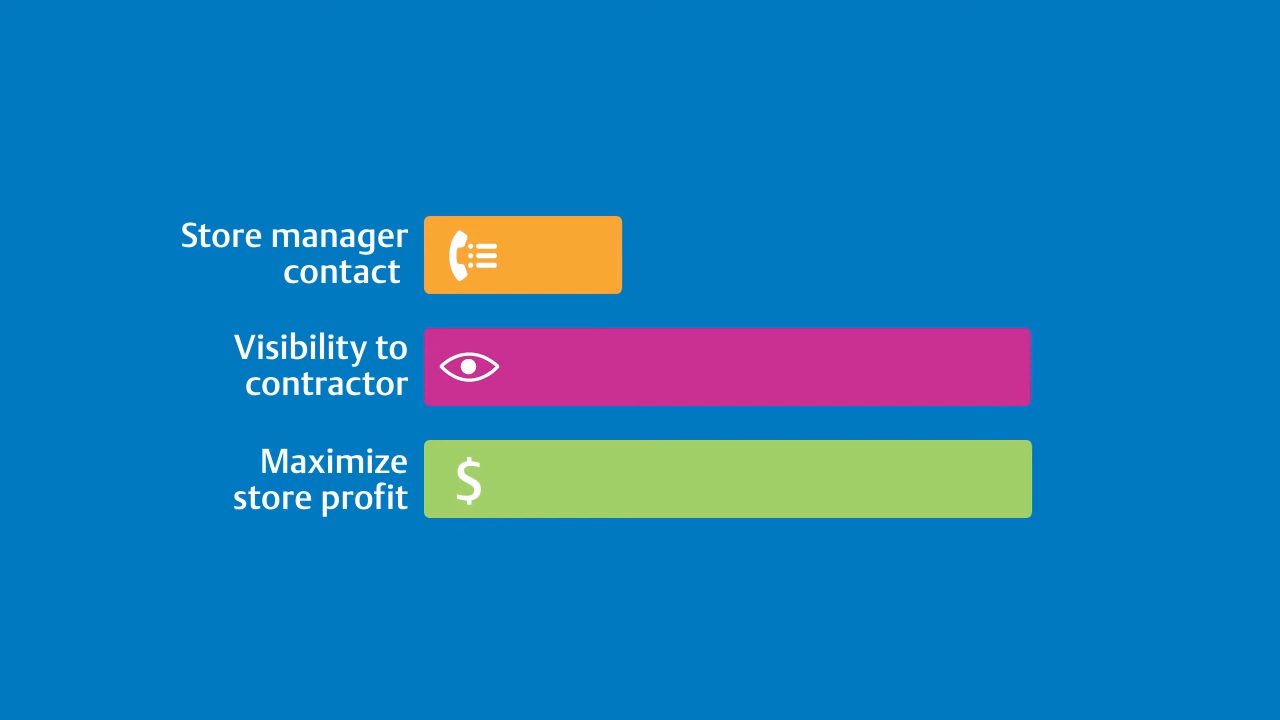 Store manager
contact
Visibility to
contractor
Maximize
store profit
$